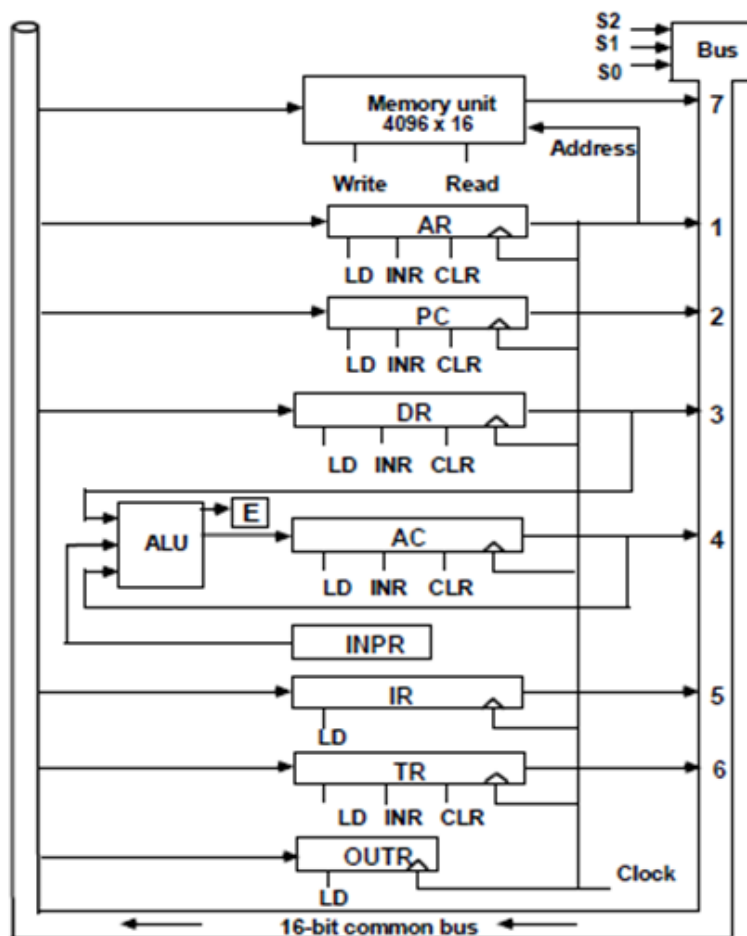 S2
S1
S0
Bus
Memory unit
4096 x 16
7
Address
Write Read
AR
1
LD INR CLR
PC
2
LD INR CLR
DR
3
LD INR CLR
E
ALU
AC
4
LD INR CLR
INPR
IR
5
LD
TR
6
LD INR CLR
OUTR
Clock
LD
16-bit common bus